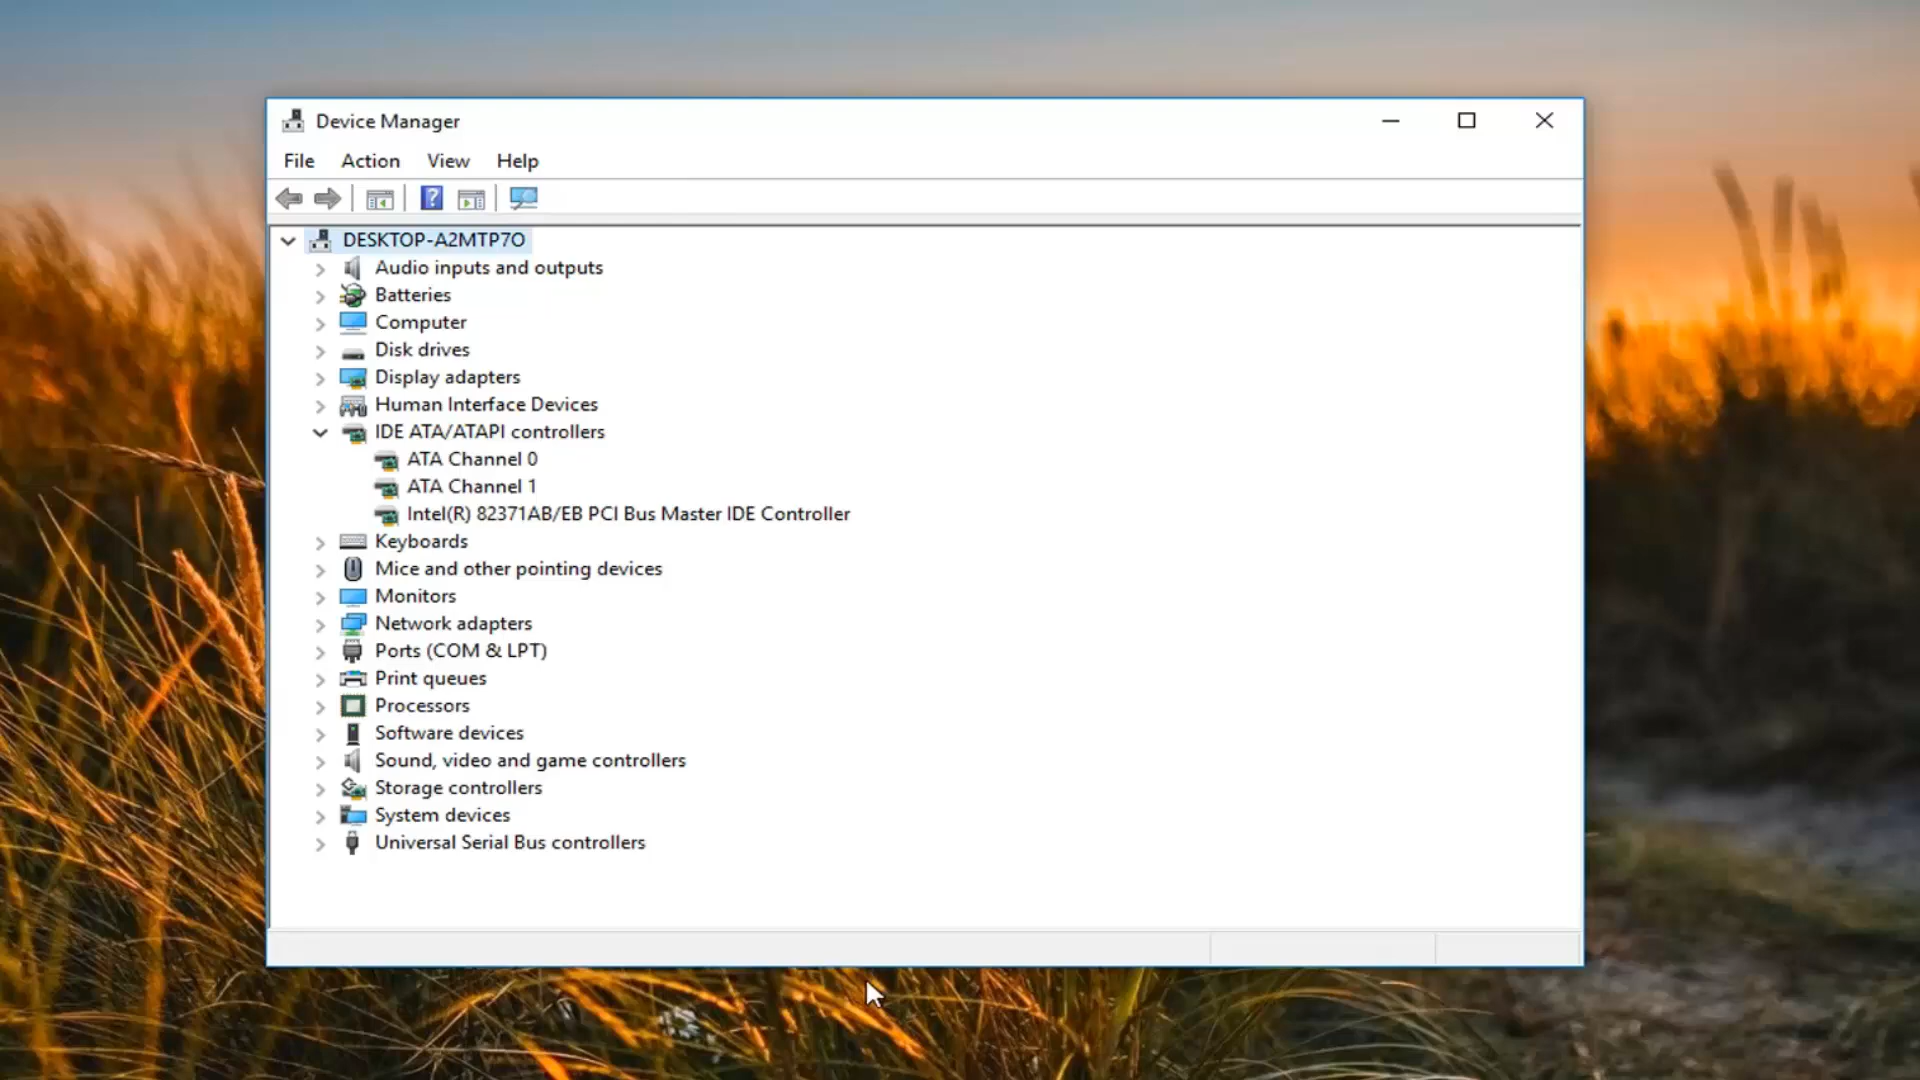 Device Manager
File Action View Help
DESKTOP-A2MTP7O
Audio inputs and outputs
Batteries
Computer
Disk drives
Display adapters
Human Interface Devices
IDE ATA/ATAPI controllers
ATA Channel 0
ATA Channel 1
Intel(R) 82371AB/EB PCI Bus Master IDE Controller
Keyboards
Mice and other pointing devices
Monitors
Network adapters
Ports (COM & LPT)
Print queues
Processors
Software devices
Sound, video and game controllers
Storage controllers
System devices
Universal Serial Bus controllers